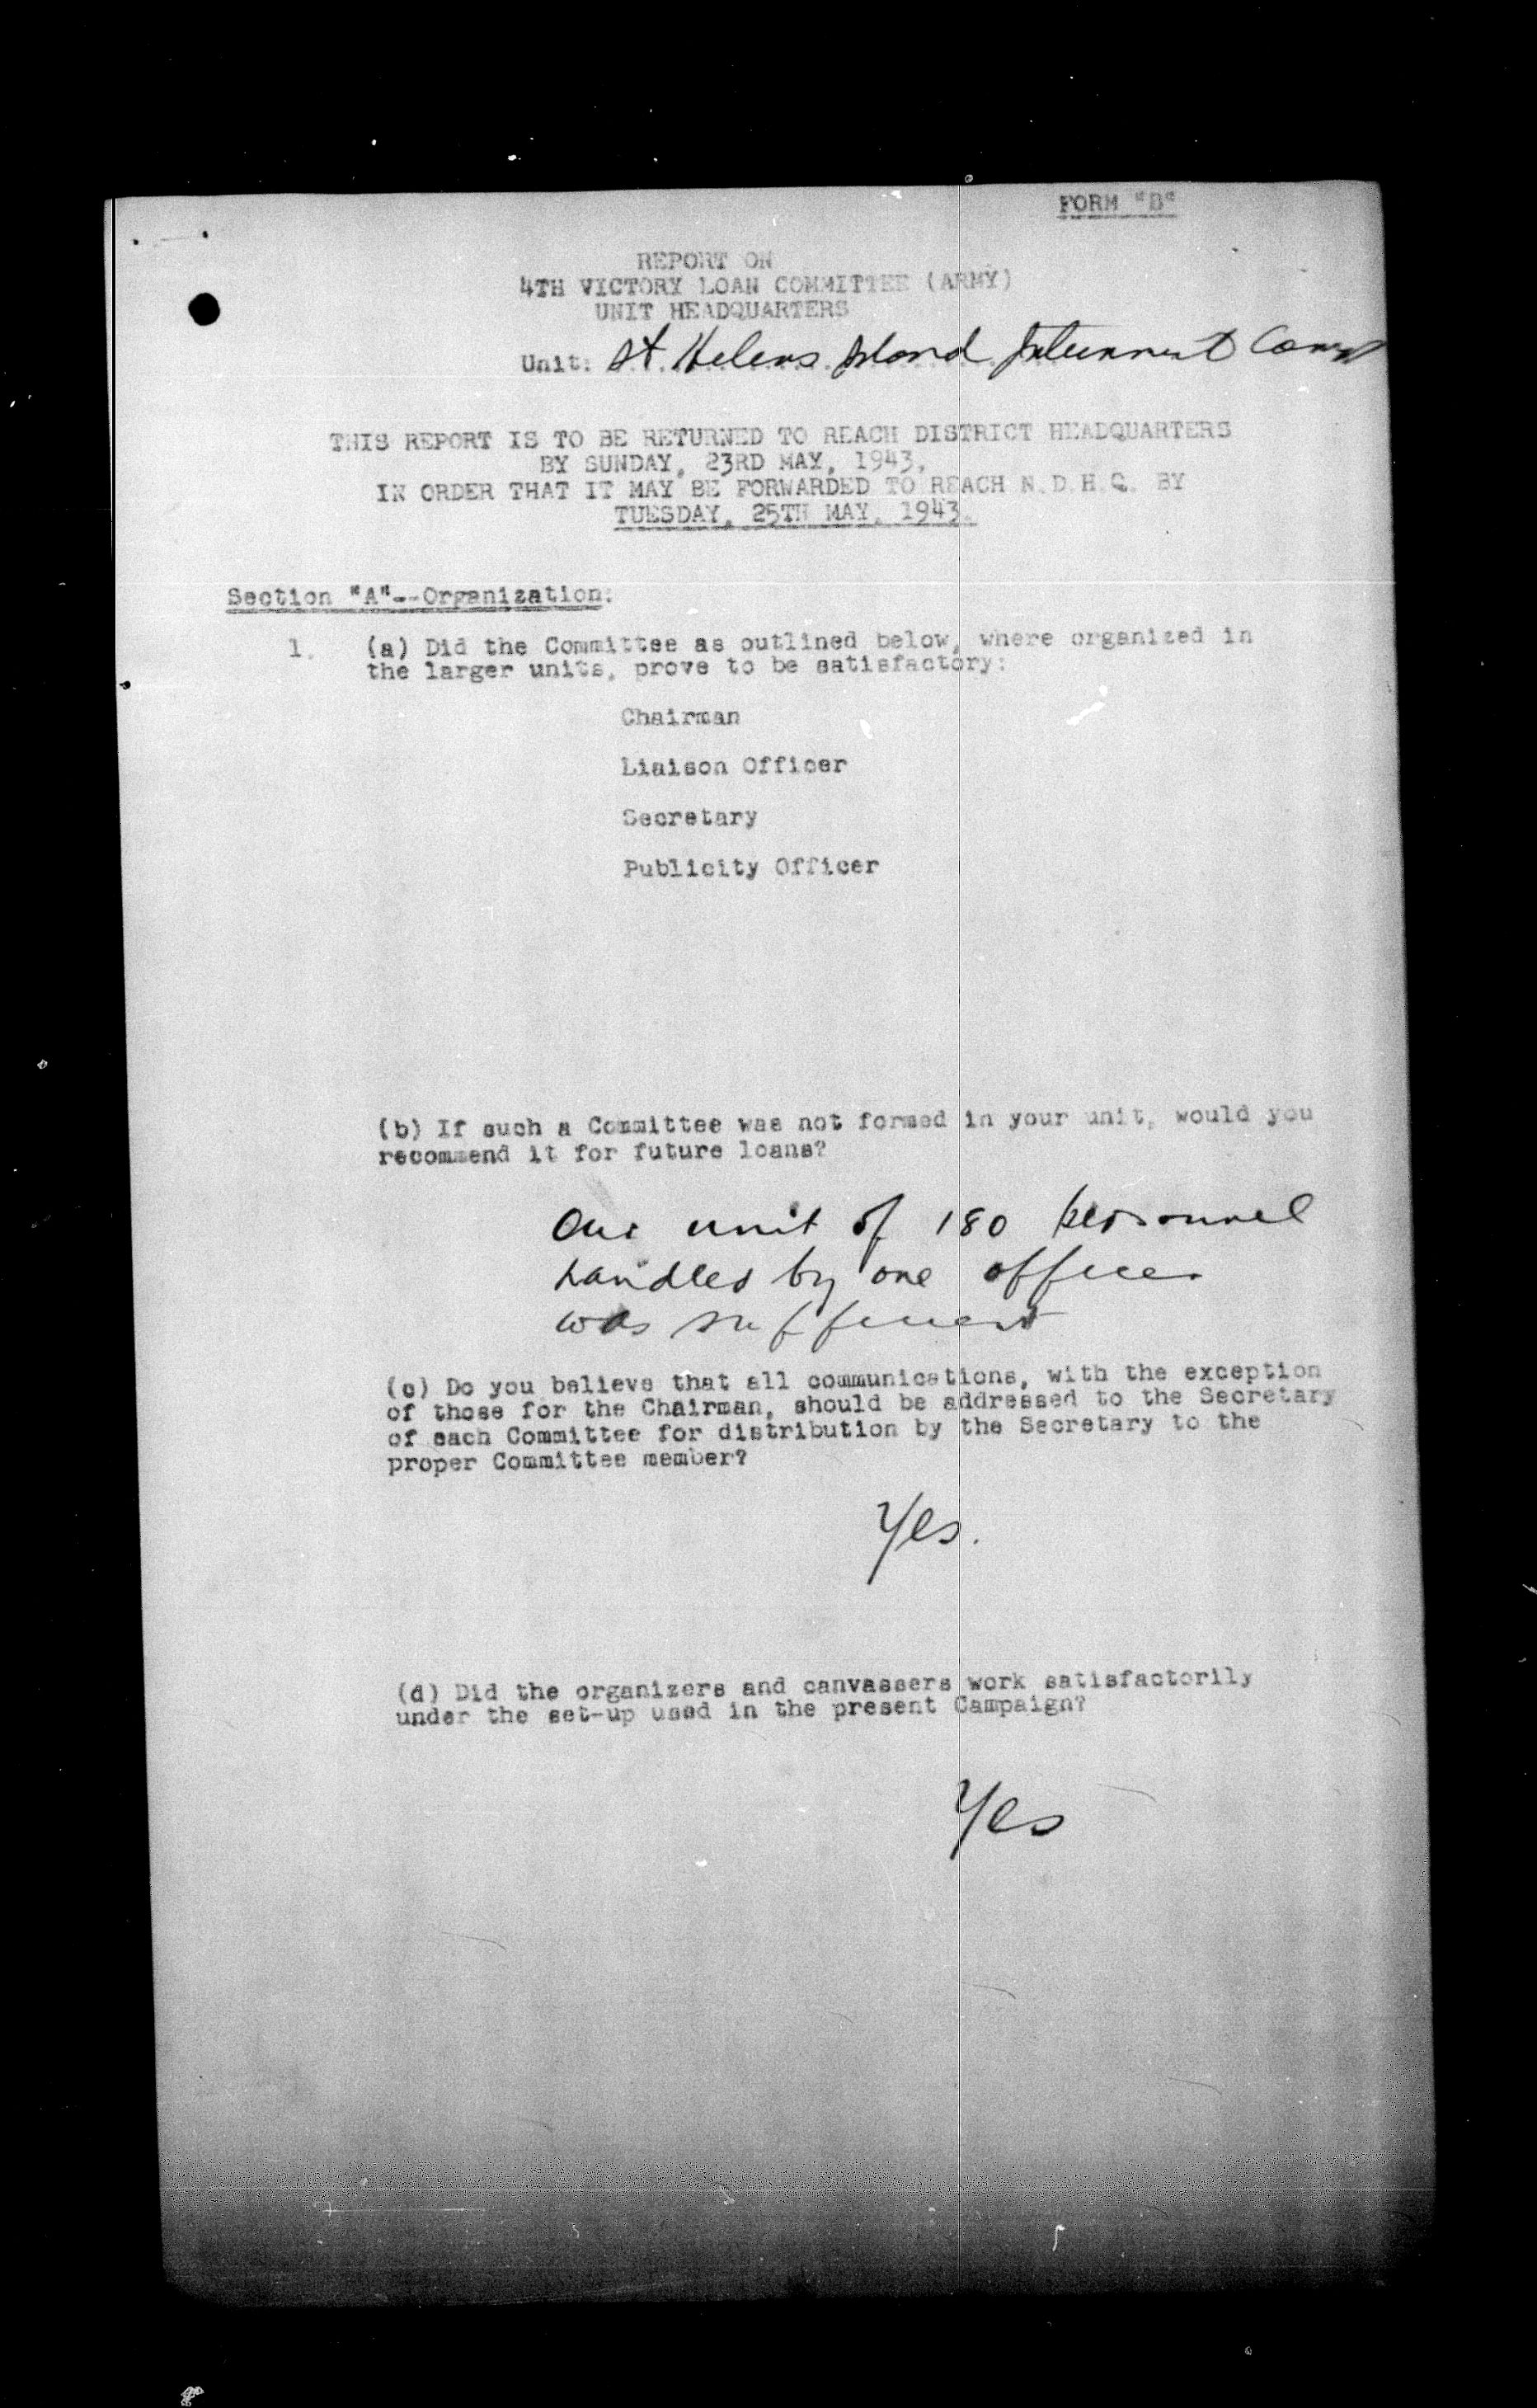 FORM "B"
REPORT ON
4TH VICTORY LOAN COMMITTEE (ARMY)
UNIT HEADQUARTERS
Unit: St. Helens Island Internment Camp
THIS REPORT IS TO BE RETURNED TO REACH DISTRICT HEADQUARTERS
BY SUNDAY, 23RD MAY, 1943,
IN ORDER THAT IT MAY BE FORWARDED TO REACH N.D.H.Q. BY
TUESDAY, 25TH MAY, 1943.
Section "A"--Organization:
1. (a) Did the Committee as outlined below, where organized in
the larger units, prove to be satisfactory:
Chairman
Liaison Officer
Secretary
Publicity Officer
(b) If such a Committee was not formed in your unit, would you
recommend it for future loans?
Our unit of 180 personnel
handled by one officer
was sufficient
(c) Do you believe that all communications, with the exception
of those for the Chairman, should be addressed to the Secretary
of each Committee for distribution by the Secretary to the
proper Committee member?
Yes.
(d) Did the organizers and canvassers work satisfactorily
under the set-up used in the present Campaign?
Yes